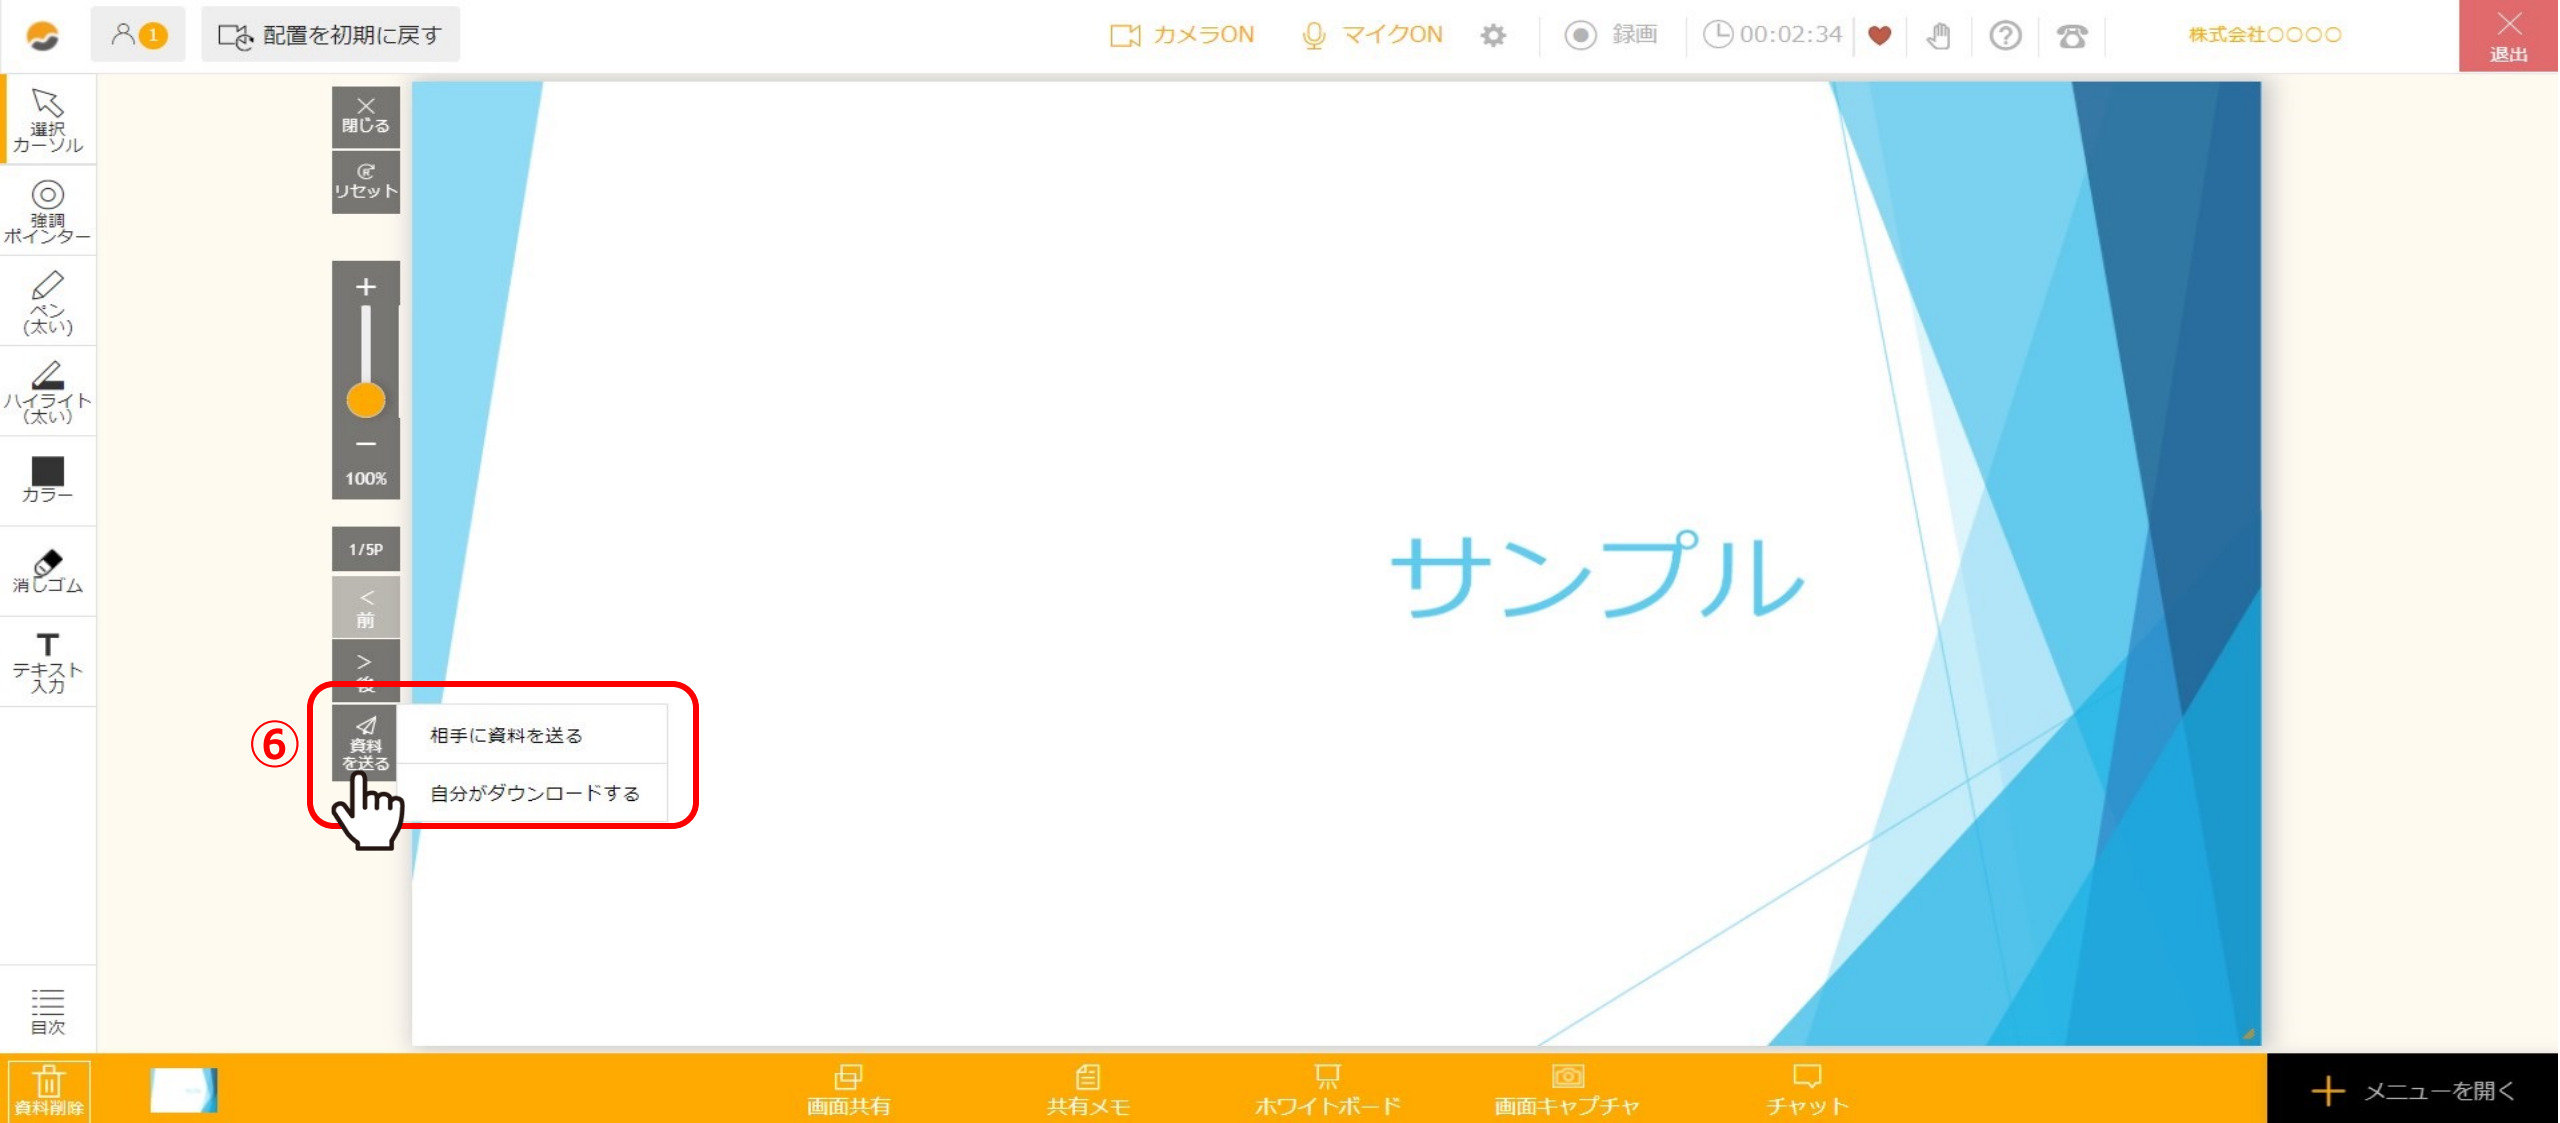 1
配置を初期に戻す
カメラON
マイクON
録画
00:02:34
株式会社〇〇〇〇
退出
選択
カーソル
強調
ポインター
ペン
(太い)
ハイライト
(太い)
カラー
消しゴム
T
テキスト
入力
目次
閉じる
リセット
+
−
100%
1/5P
<
前
>
後
資料
を送る
⑥
相手に資料を送る
自分がダウンロードする
サンプル
資料削除
画面共有
共有メモ
ホワイトボード
画面キャプチャ
チャット
メニューを開く